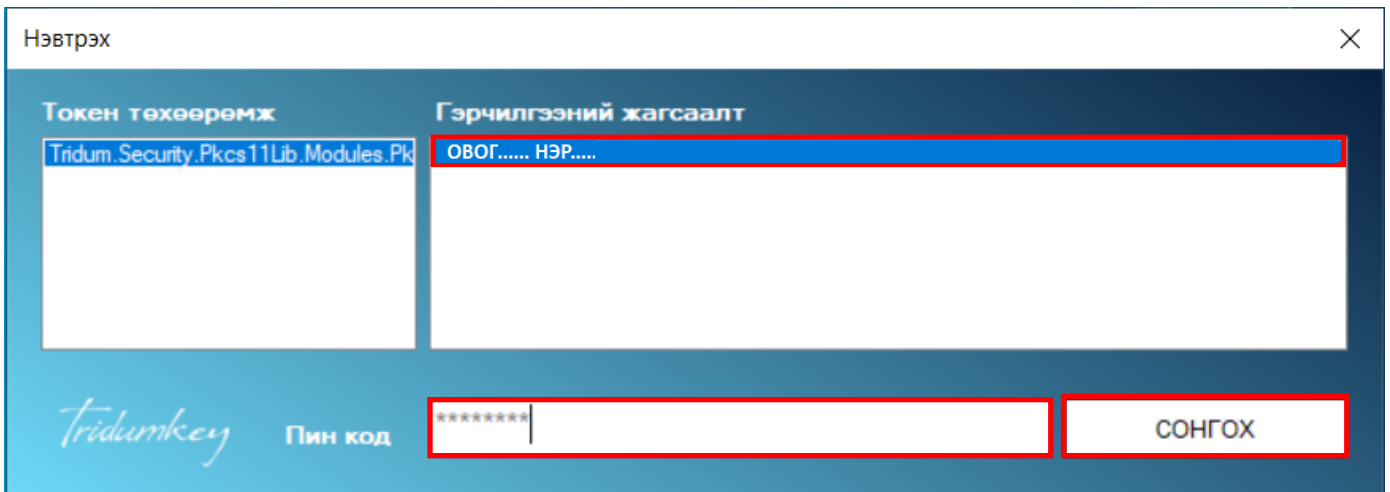 Нэвтрэх
Токен төхөөрөмж
Гэрчилгээний жагсаалт
Tridum.Security.Pkcs11Lib.Modules.Pk
ОВОГ...... НЭР.....
Tridumkey
Пин код
********
СОНГОХ